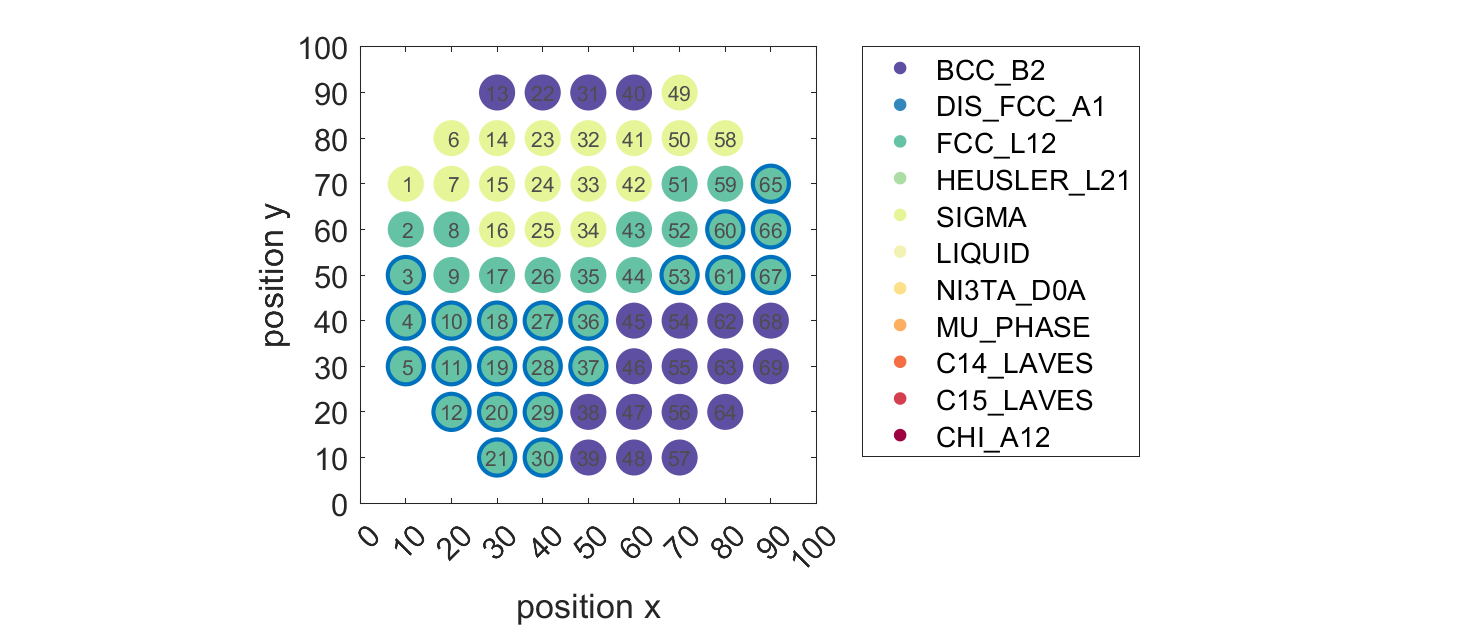 100
90
80
70
60
50
40
30
20
10
0
position y
13 22 31 40 49
6 14 23 32 41 50 58
1 7 15 24 33 42 51 59 65
2 8 16 25 34 43 52 60 66
3 9 17 26 35 44 53 61 67
4 10 18 27 36 45 54 62 68
5 11 19 28 37 46 55 63 69
12 20 29 38 47 56 64
21 30 39 48 57
0 10 20 30 40 50 60 70 80 90 100
position x
BCC_B2
DIS_FCC_A1
FCC_L12
HEUSLER_L21
SIGMA
LIQUID
NI3TA_D0A
MU_PHASE
C14_LAVES
C15_LAVES
CHI_A12